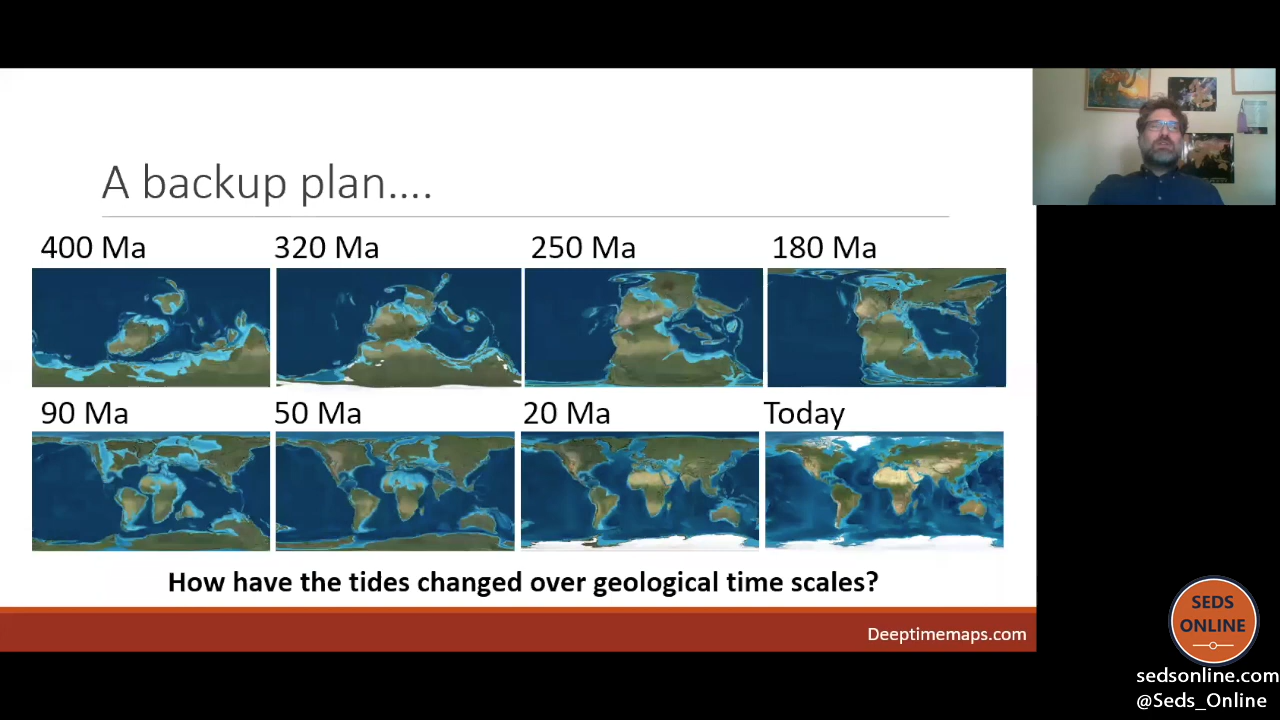 A backup plan....
400 Ma
320 Ma
250 Ma
180 Ma
90 Ma
50 Ma
20 Ma
Today
How have the tides changed over geological time scales?
Deeptimemaps.com
SEDS
ONLINE
sedsonline.com
@Seds_Online